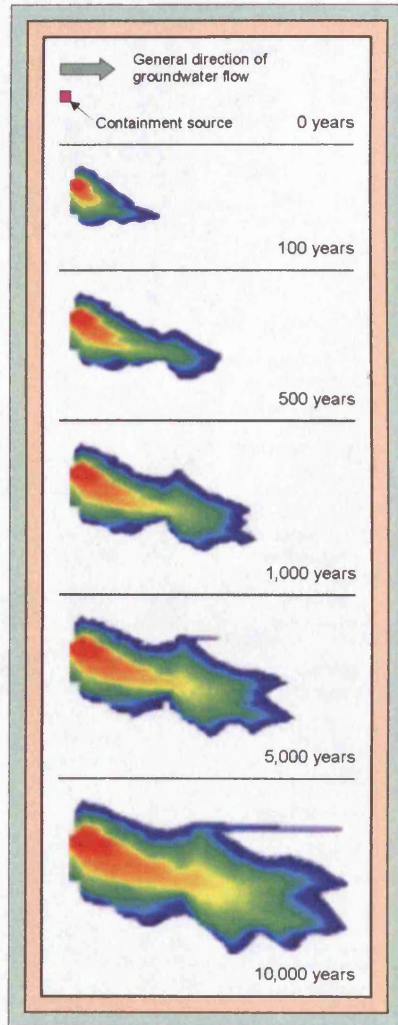 General direction of
groundwater flow
Containment source
0 years
100 years
500 years
1,000 years
5,000 years
10,000 years